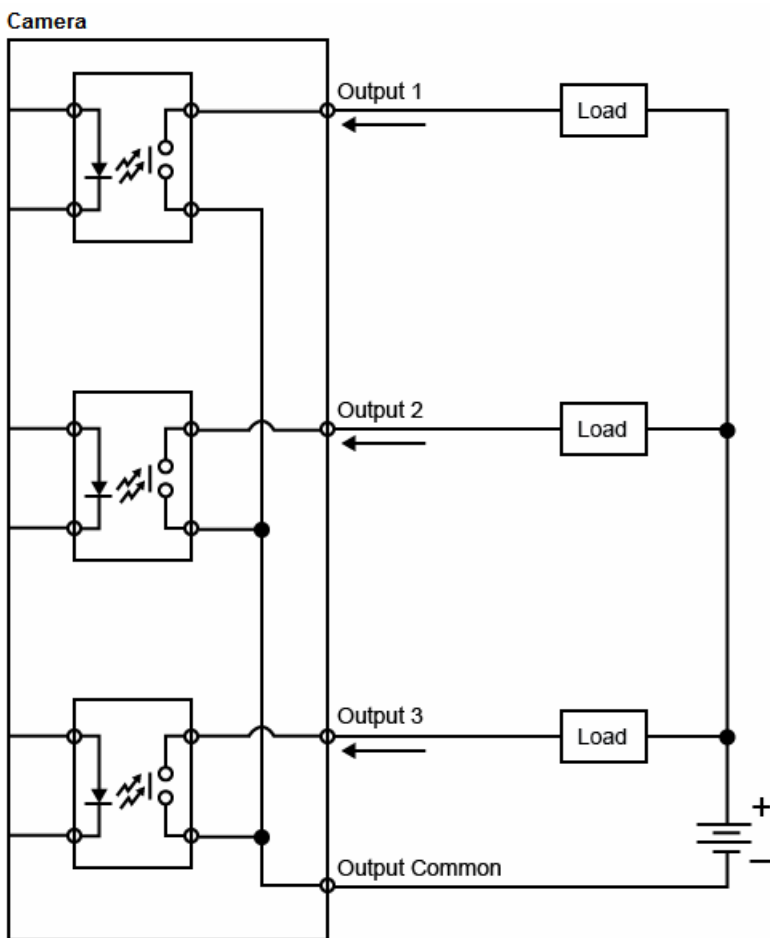 Camera
Output 1
Load
Output 2
Load
Output 3
Load
+
Output Common
−